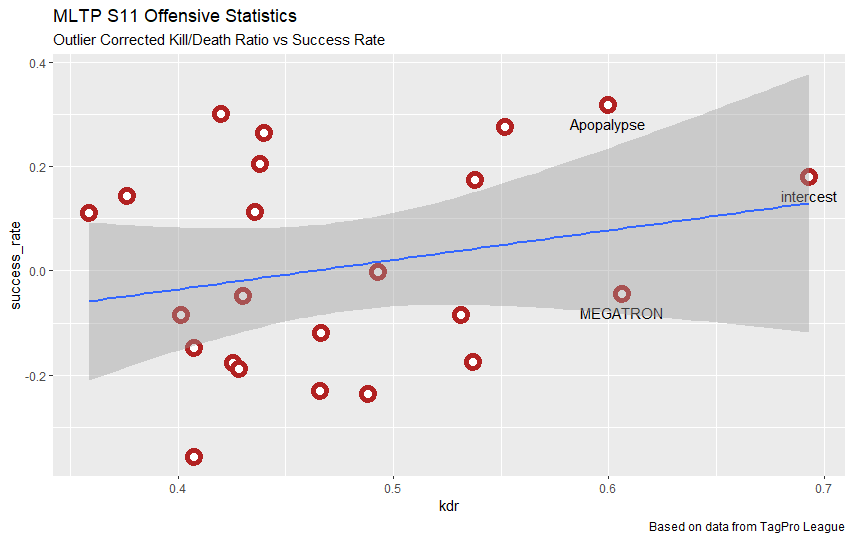 MLTP S11 Offensive Statistics
Outlier Corrected Kill/Death Ratio vs Success Rate
0.4
0.2
0.0
-0.2
success_rate
Apopalypse
intercest
MEGATRON
0.4
0.5
0.6
0.7
kdr
Based on data from TagPro League